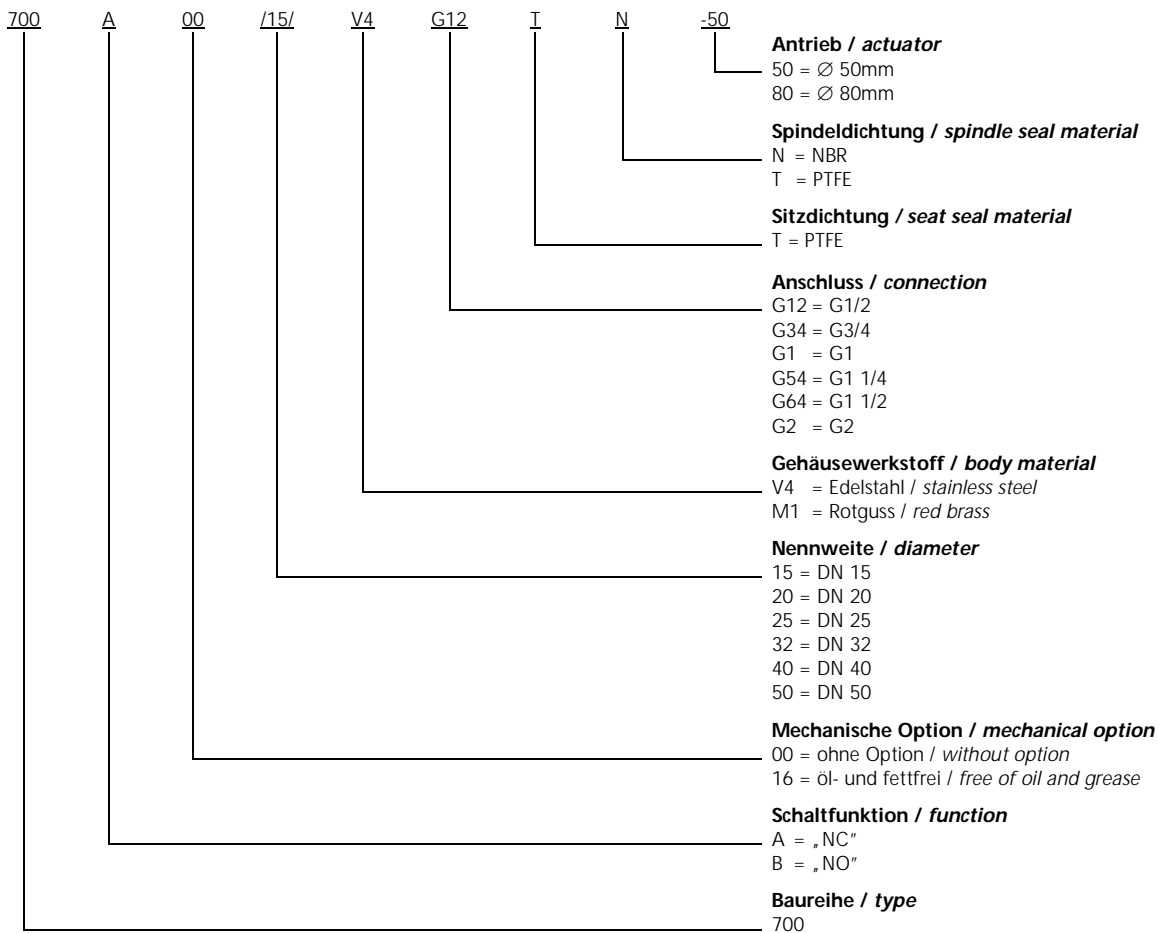 700 A 00 /15/ V4 G12 T N -50
Antrieb / actuator
50 = ∅ 50mm
80 = ∅ 80mm
Spindeldichtung / spindle seal material
N = NBR
T = PTFE
Sitzdichtung / seat seal material
T = PTFE
Anschluss / connection
G12 = G1/2
G34 = G3/4
G1 = G1
G54 = G1 1/4
G64 = G1 1/2
G2 = G2
Gehäusewerkstoff / body material
V4 = Edelstahl / stainless steel
M1 = Rotguss / red brass
Nennweite / diameter
15 = DN 15
20 = DN 20
25 = DN 25
32 = DN 32
40 = DN 40
50 = DN 50
Mechanische Option / mechanical option
00 = ohne Option / without option
16 = öl- und fettfrei / free of oil and grease
Schaltfunktion / function
A = „NC”
B = „NO”
Baureihe / type
700